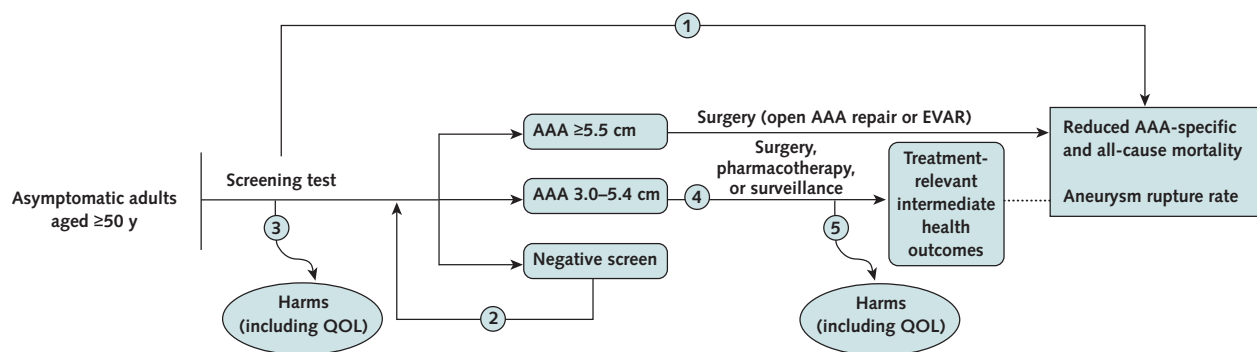 1
Asymptomatic adults
aged ≥50 y
Screening test
3
Harms
(including QOL)
2
AAA ≥5.5 cm
AAA 3.0–5.4 cm
Negative screen
Surgery (open AAA repair or EVAR)
Surgery,
pharmacotherapy,
or surveillance
4
5
Harms
(including QOL)
Treatment-
relevant
intermediate
health
outcomes
Reduced AAA-specific
and all-cause mortality
Aneurysm rupture rate